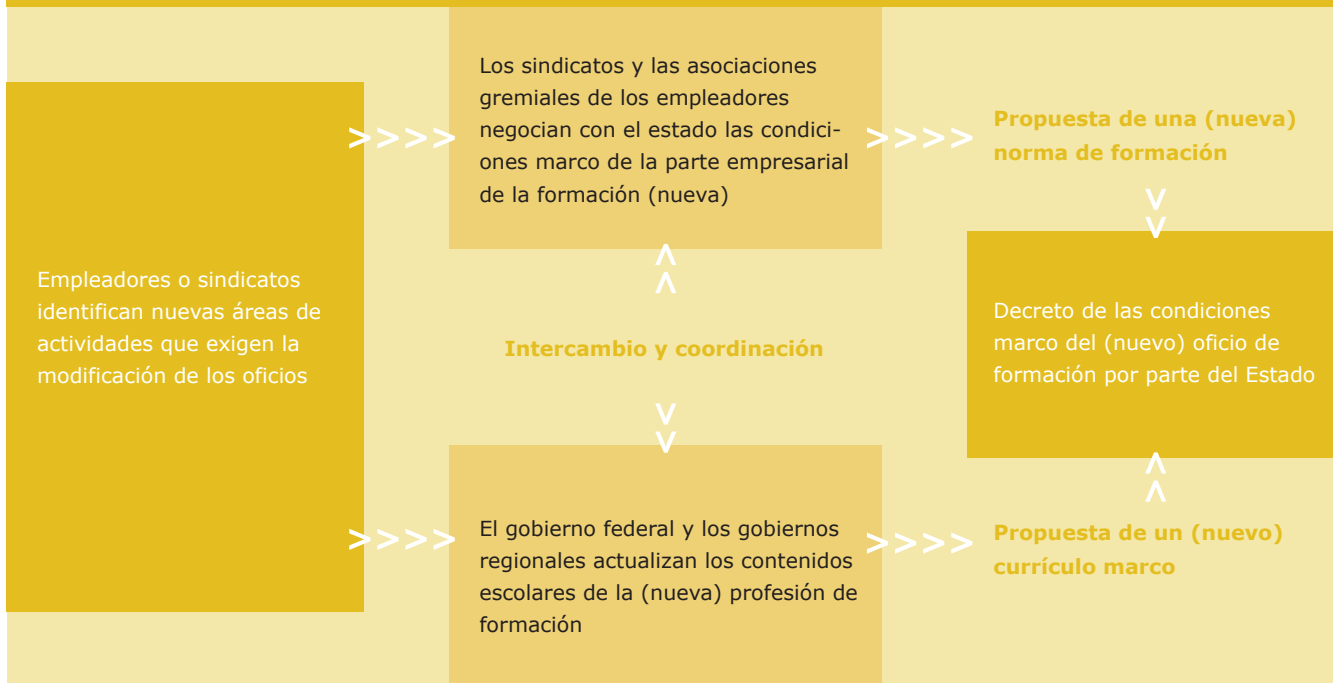 Empleadores o sindicatos
identifican nuevas áreas de
actividades que exigen la
modificación de los oficios
>>>>
Los sindicatos y las asociaciones
gremiales de los empleadores
negocian con el estado las condici-
ones marco de la parte empresarial
de la formación (nueva)
>>>>
Propuesta de una (nueva)
norma de formación
Intercambio y coordinación
Decreto de las condiciones
marco del (nuevo) oficio de
formación por parte del Estado
>>>>
El gobierno federal y los gobiernos
regionales actualizan los contenidos
escolares de la (nueva) profesión de
formación
>>>>
Propuesta de un (nuevo)
currículo marco